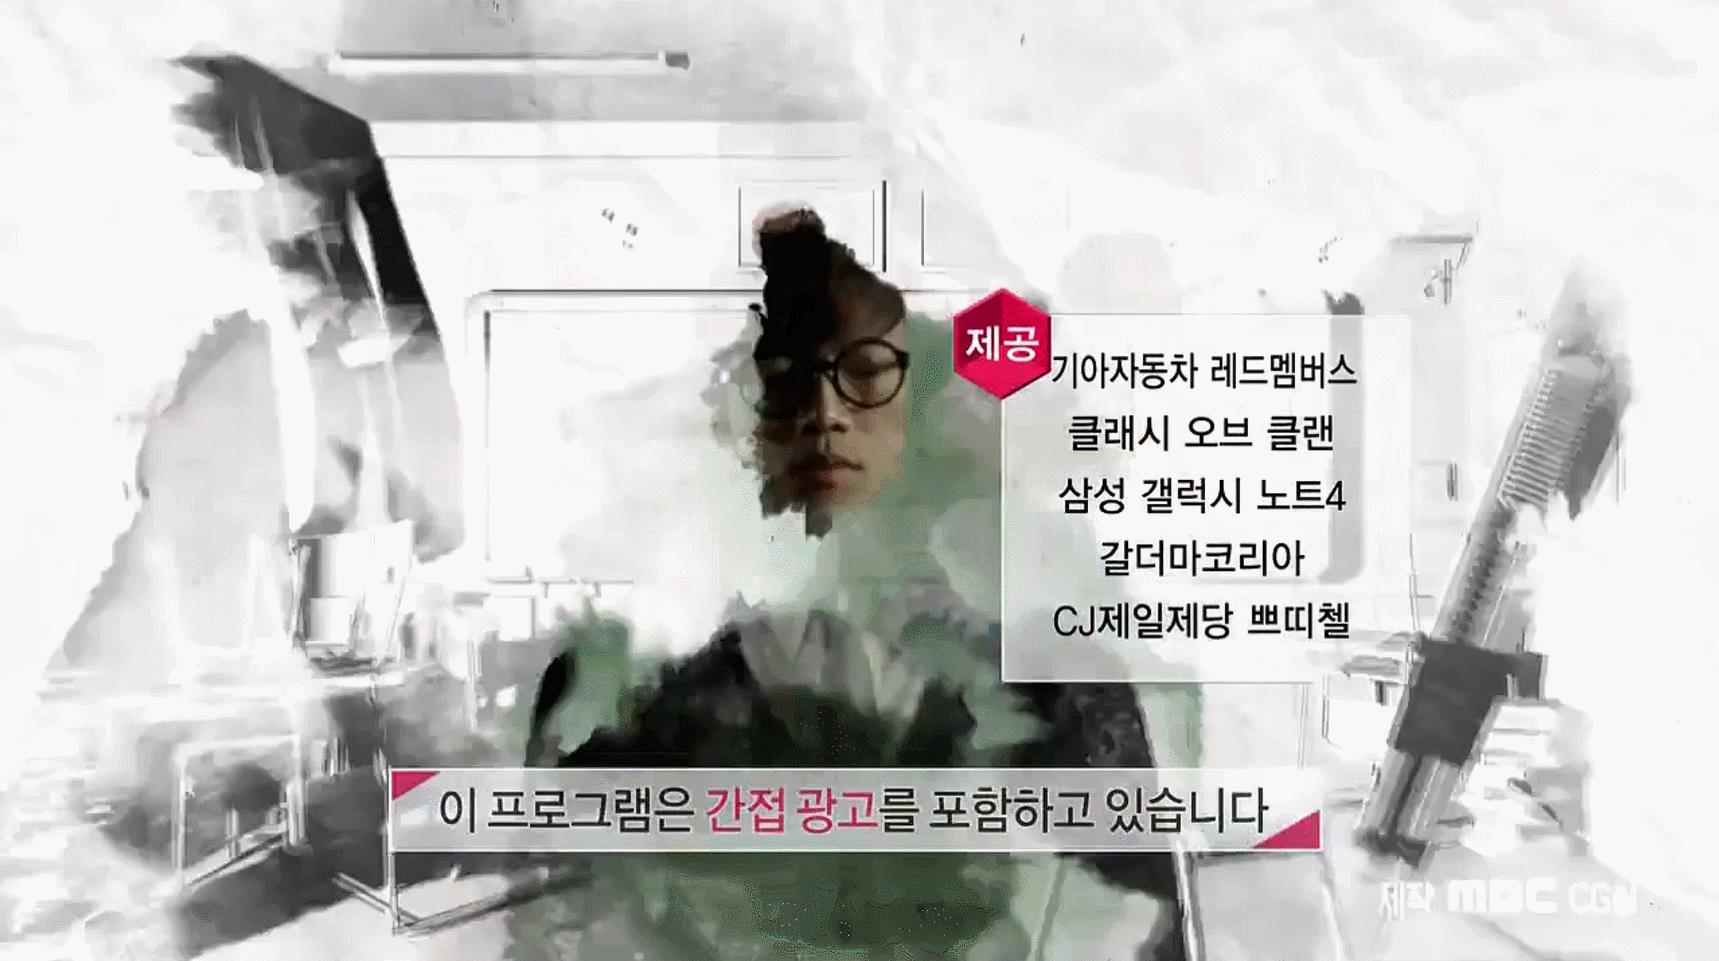 제공
기아자동차 레드멤버스
클래시 오브 클랜
삼성 갤럭시 노트4
갈더마코리아
CJ제일제당 쁘띠첼
이 프로그램은 간접 광고를 포함하고 있습니다
제작 MBC CG실